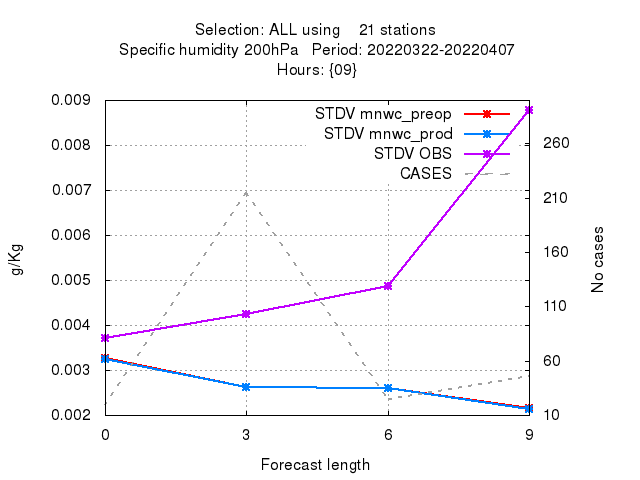 Selection: ALL using    21 stations
Specific humidity 200hPa   Period: 20220322-20220407
Hours: {09}
STDV mnwc_preop
STDV mnwc_prod
STDV OBS
CASES
0.009
0.008
0.007
0.006
0.005
0.004
0.003
0.002
g/Kg
260
210
160
110
60
10
No cases
0 3 6 9
Forecast length